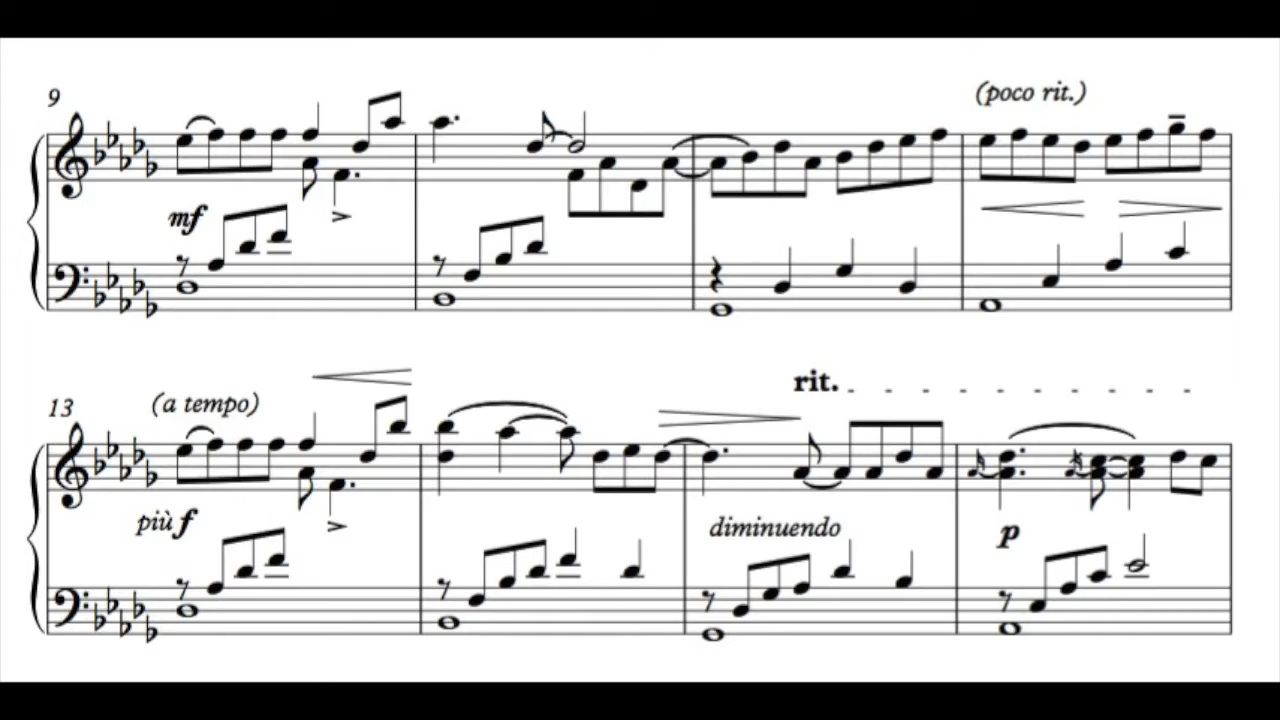 9
(poco rit.)
mf
13
(a tempo)
rit.
più f
diminuendo
p